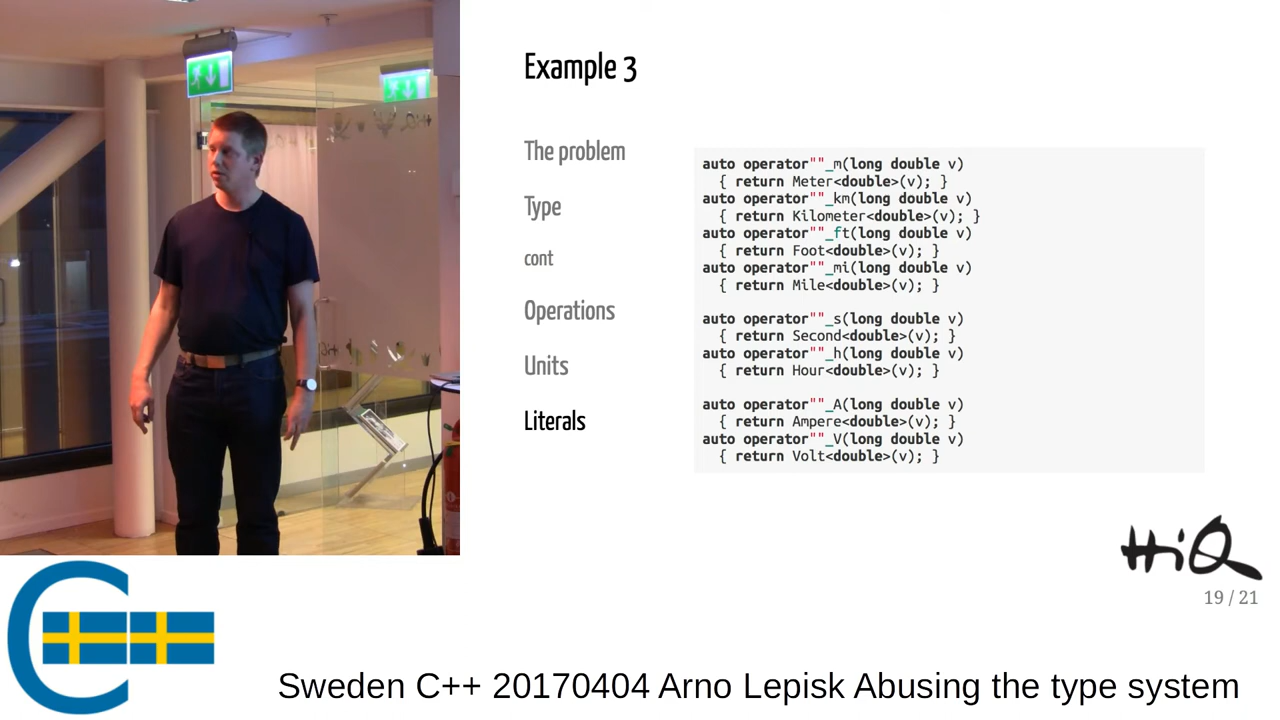 Example 3
The problem
Type
cont
Operations
Units
Literals
auto operator""_m(long double v)
  { return Meter<double>(v); }
auto operator""_km(long double v)
  { return Kilometer<double>(v); }
auto operator""_ft(long double v)
  { return Foot<double>(v); }
auto operator""_mi(long double v)
  { return Mile<double>(v); }
auto operator""_s(long double v)
  { return Second<double>(v); }
auto operator""_h(long double v)
  { return Hour<double>(v); }
auto operator""_A(long double v)
  { return Ampere<double>(v); }
auto operator""_V(long double v)
  { return Volt<double>(v); }
HiQ
19 / 21
C++
Sweden C++ 20170404 Arno Lepisk Abusing the type system